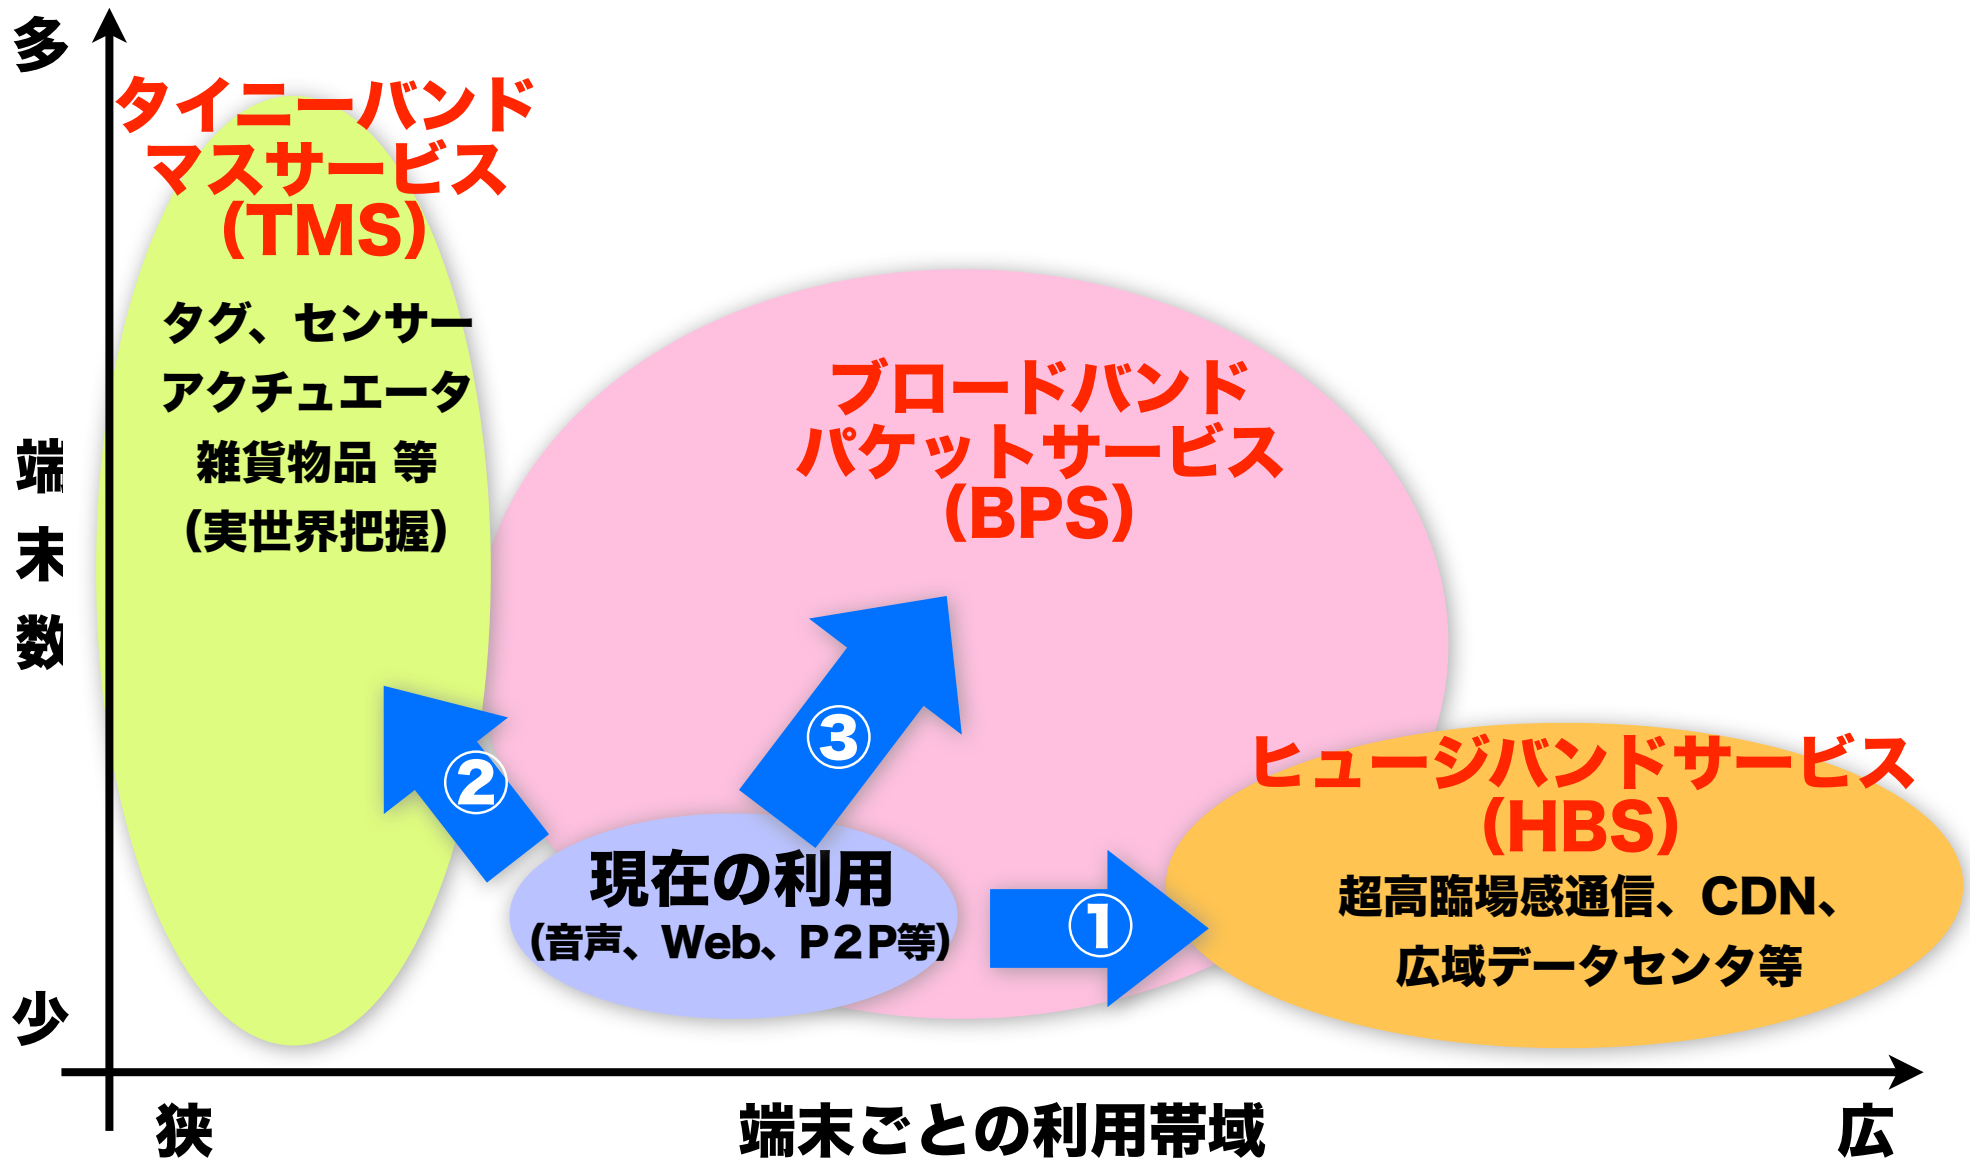 多
タイニーバンド
マスサービス
（TMS）
タグ、センサー
アクチュエータ
雑貨物品 等
（実世界把握）
ブロードバンド
パケットサービス
（BPS）
端
末
数
②
③
ヒュージバンドサービス
（HBS）
超高臨場感通信、CDN、
広域データセンタ等
現在の利用
（音声、Web、P２P等）
①
少
狭
端末ごとの利用帯域
広